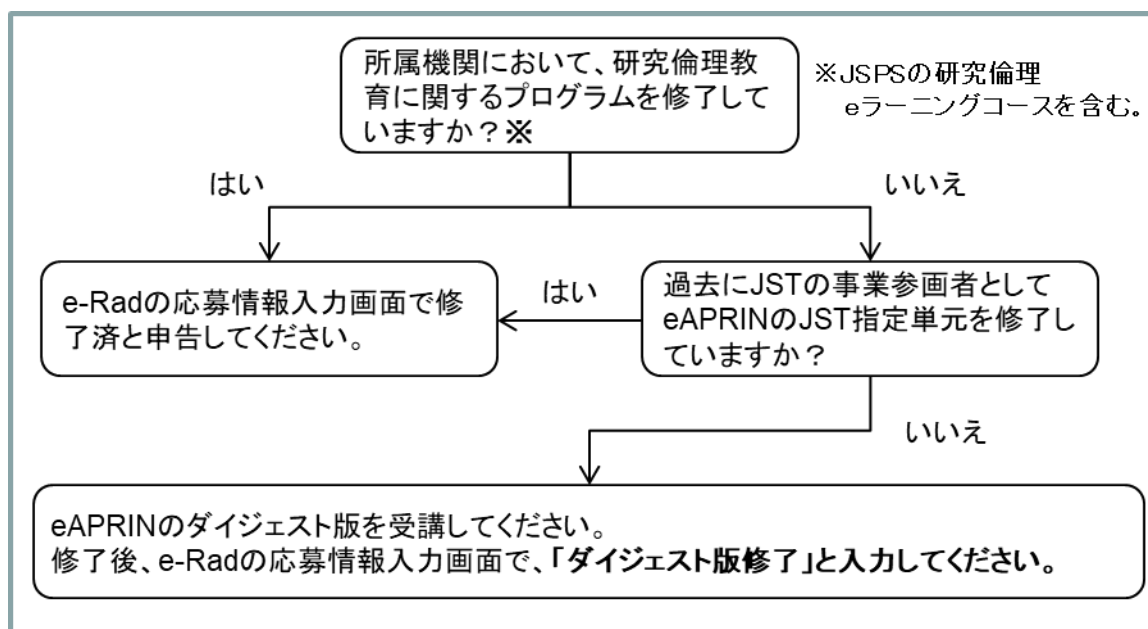 所属機関において、研究倫理教
育に関するプログラムを修了して
いますか？※
※JSPSの研究倫理
eラーニングコースを含む。
はい
いいえ
e-Radの応募情報入力画面で修
了済と申告してください。
はい
過去にJSTの事業参画者として
eAPRINのJST指定単元を修了し
ていますか？
いいえ
eAPRINのダイジェスト版を受講してください。
修了後、e-Radの応募情報入力画面で、「ダイジェスト版修了」と入力してください。